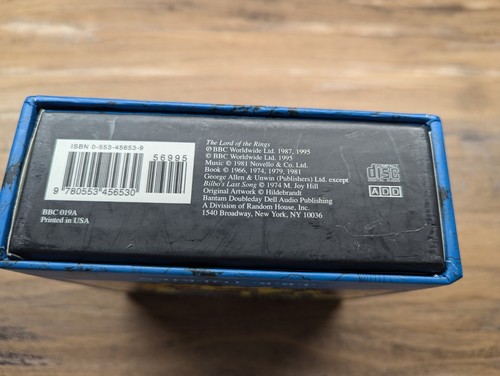 ISBN 0-553-45653-9
56995
9 780553 456530
BBC 019A
Printed in USA
The Lord of the Rings
℗ BBC Worldwide Ltd. 1987, 1995
© BBC Worldwide Ltd. 1995
Music © 1981 Novello & Co. Ltd.
Book © 1966, 1974, 1979, 1981
George Allen & Unwin (Publishers) Ltd. except
Bilbo's Last Song © 1974 M. Joy Hill
Original Artwork © Hildebrandt
Bantam Doubleday Dell Audio Publishing
A Division of Random House, Inc.
1540 Broadway, New York, NY 10036
disc
ADD